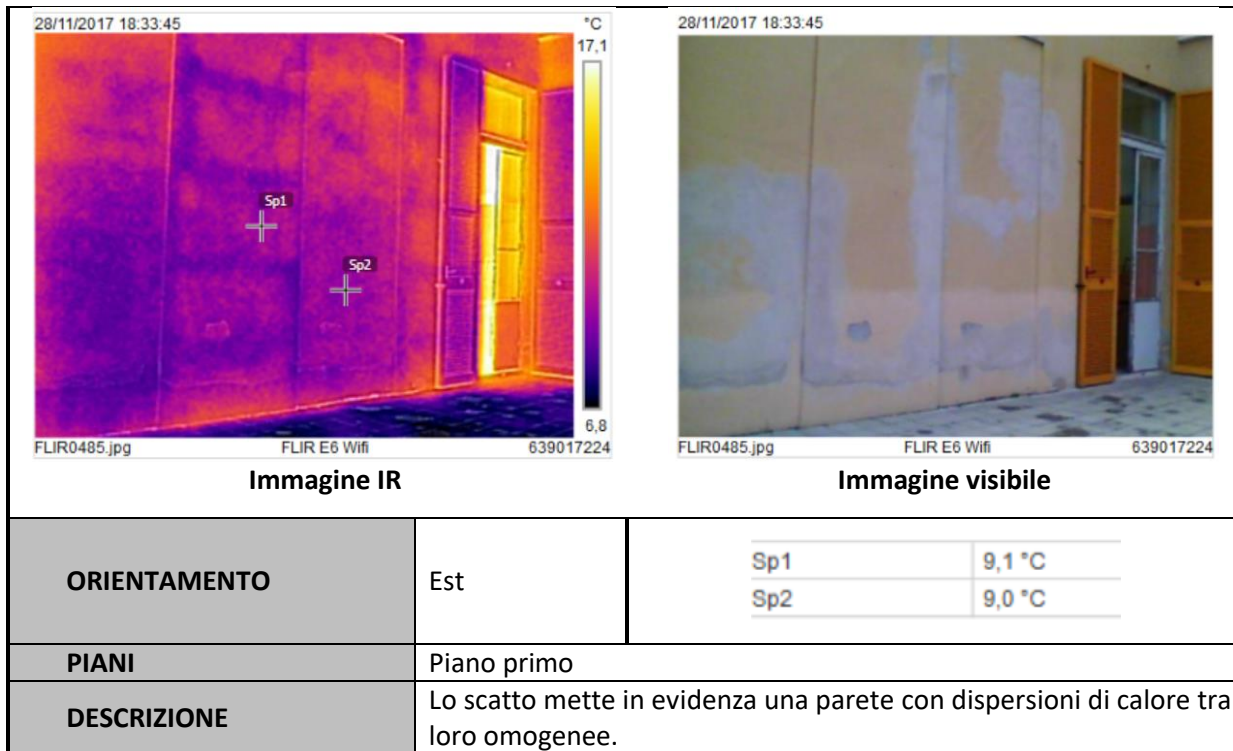 28/11/2017 18:33:45
°C
17,1
Sp1
Sp2
6,8
FLIR0485.jpg FLIR E6 Wifi 639017224
Immagine IR
28/11/2017 18:33:45
FLIR0485.jpg FLIR E6 Wifi 639017224
Immagine visibile
ORIENTAMENTO Est
Sp1 9,1 °C
Sp2 9,0 °C
PIANI Piano primo
DESCRIZIONE Lo scatto mette in evidenza una parete con dispersioni di calore tra
loro omogenee.